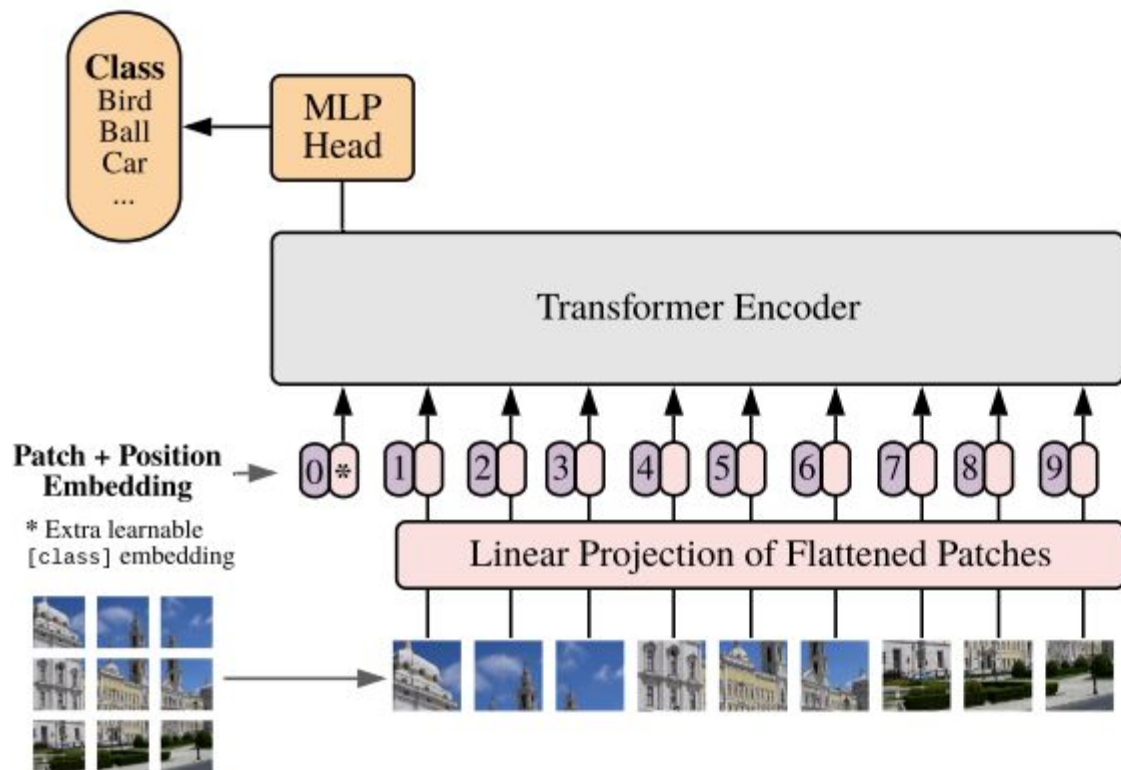 Class
Bird
Ball
Car
...
MLP
Head
Transformer Encoder
Patch + Position
Embedding
0 * 1 2 3 4 5 6 7 8 9
* Extra learnable
[class] embedding
Linear Projection of Flattened Patches